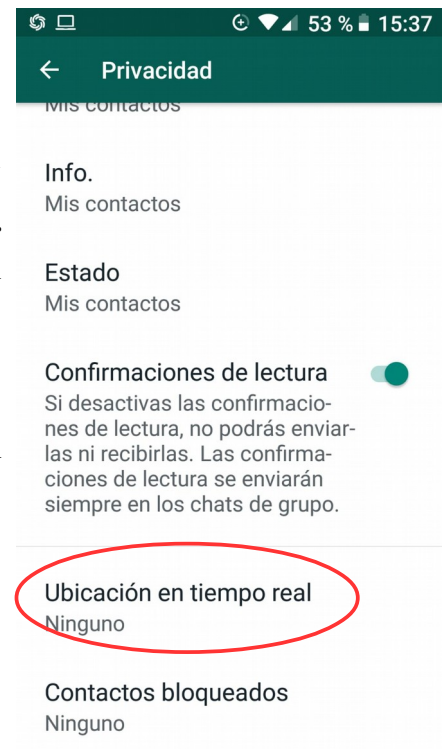 53 % 15:37
Privacidad
Mis contactos
Info.
Mis contactos
Estado
Mis contactos
Confirmaciones de lectura
Si desactivas las confirmacio-
nes de lectura, no podrás enviar-
las ni recibirlas. Las confirma-
ciones de lectura se enviarán
siempre en los chats de grupo.
Ubicación en tiempo real
Ninguno
Contactos bloqueados
Ninguno